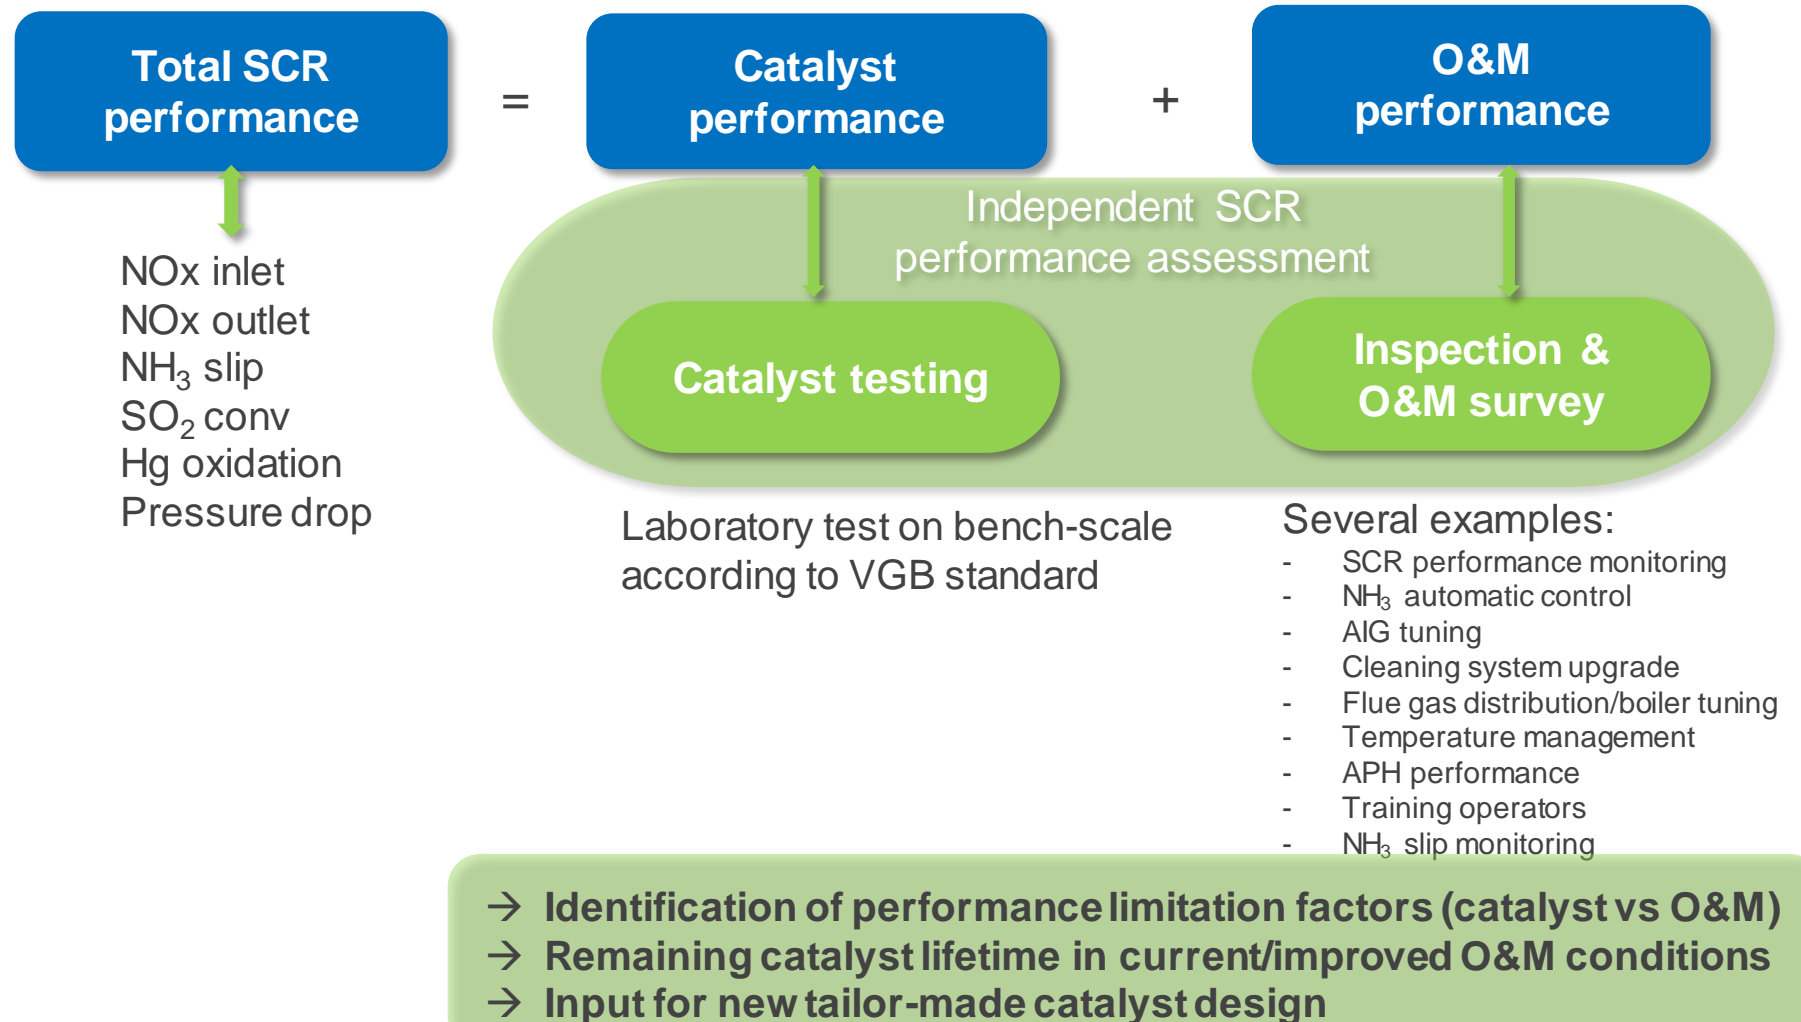 Total SCR
performance
=
Catalyst
performance
+
O&M
performance
Independent SCR
performance assessment
NOx inlet
NOx outlet
NH₃ slip
SO₂ conv
Hg oxidation
Pressure drop
Catalyst testing
Inspection &
O&M survey
Laboratory test on bench-scale
according to VGB standard
Several examples:
- SCR performance monitoring
- NH₃ automatic control
- AIG tuning
- Cleaning system upgrade
- Flue gas distribution/boiler tuning
- Temperature management
- APH performance
- Training operators
- NH₃ slip monitoring
→ Identification of performance limitation factors (catalyst vs O&M)
→ Remaining catalyst lifetime in current/improved O&M conditions
→ Input for new tailor-made catalyst design